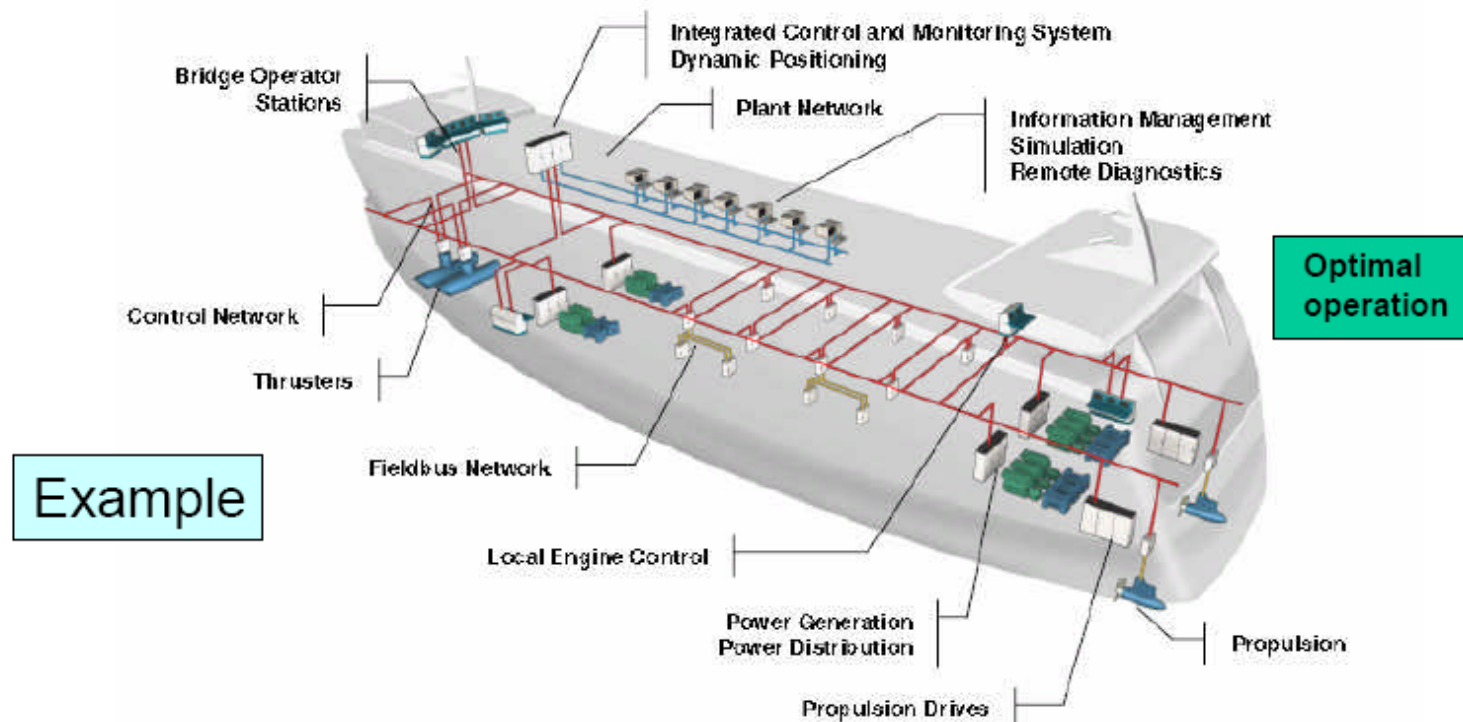 Integrated Control and Monitoring System
Dynamic Positioning
Bridge Operator
Stations
Plant Network
Information Management
Simulation
Remote Diagnostics
Optimal
operation
Control Network
Thrusters
Fieldbus Network
Example
Local Engine Control
Power Generation
Power Distribution
Propulsion
Propulsion Drives